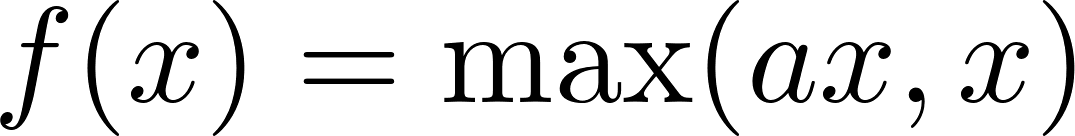 f(x) = max(ax, x)